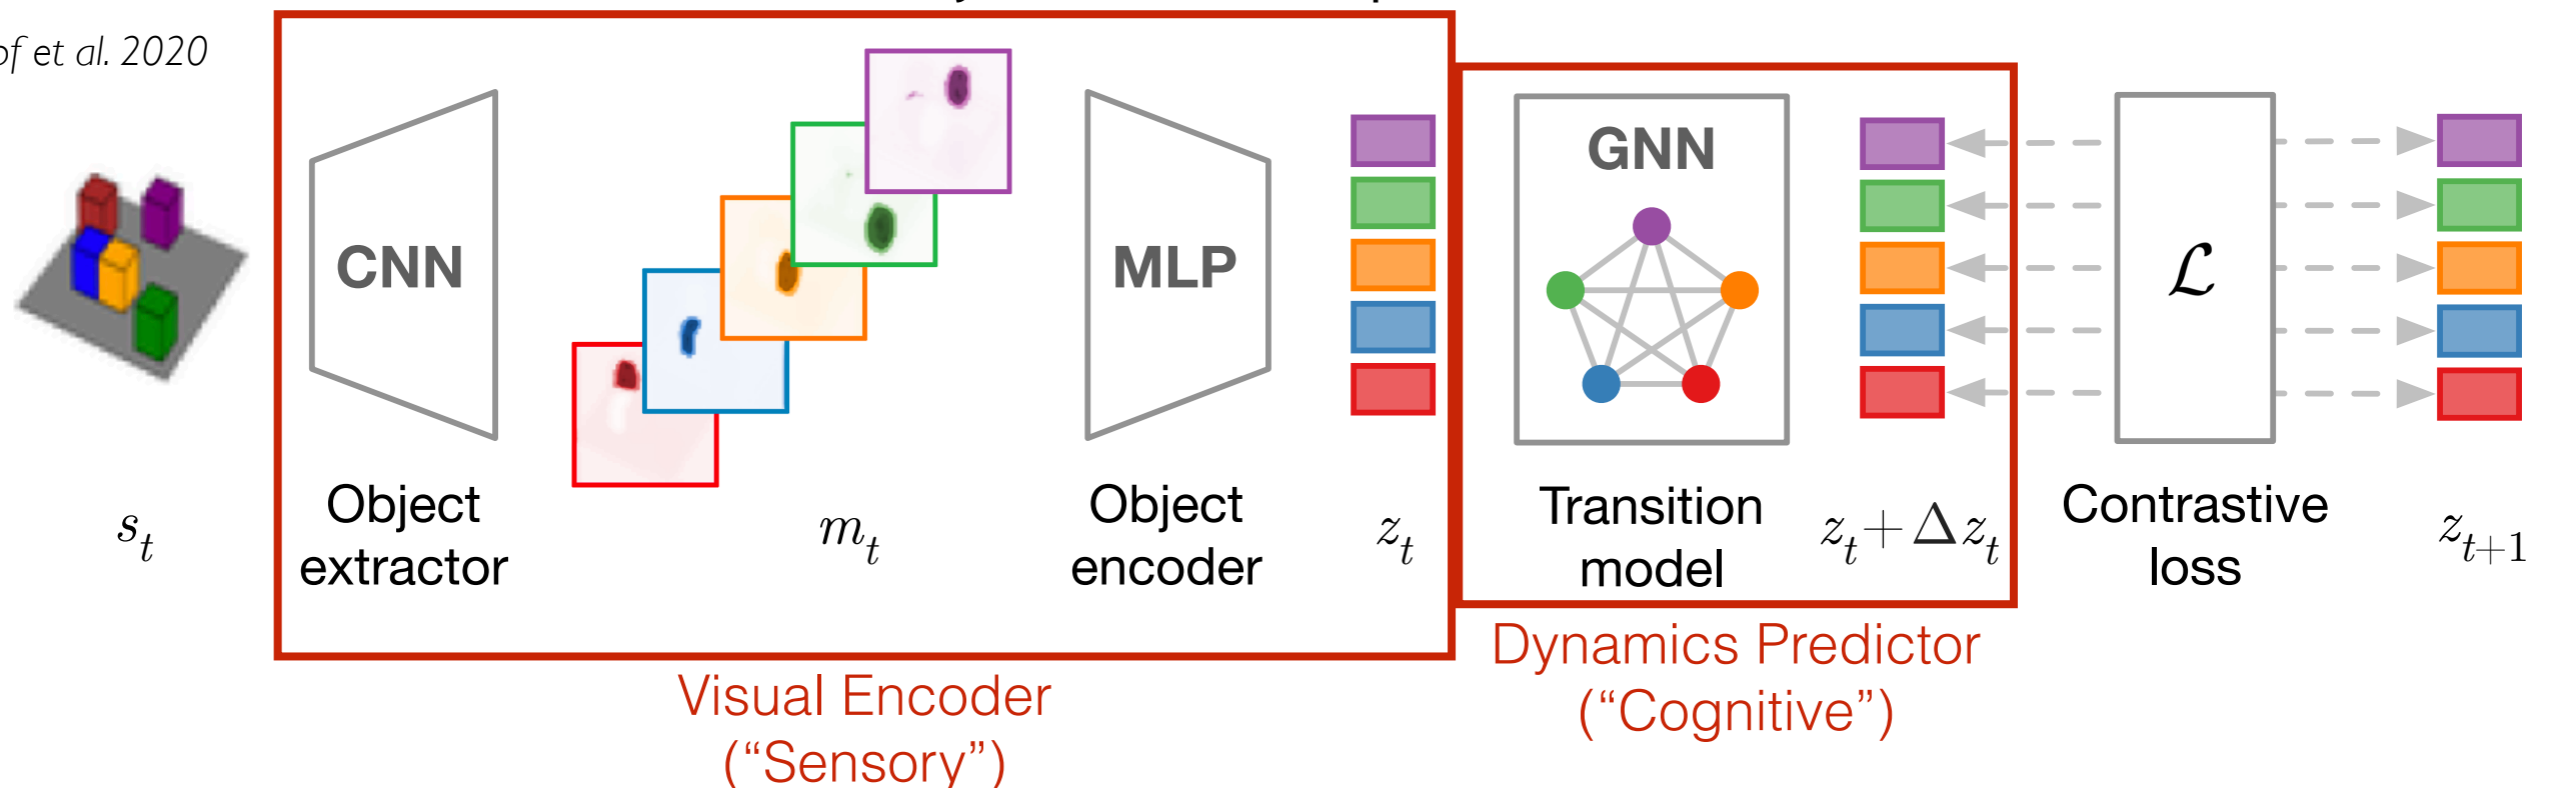 et al. 2020
CNN
MLP
GNN
ℒ
Object
extractor
Object
encoder
Transition
model
Contrastive
loss
s_t
m_t
z_t
z_t + Δz_t
z_{t+1}
Visual Encoder
(“Sensory”)
Dynamics Predictor
(“Cognitive”)